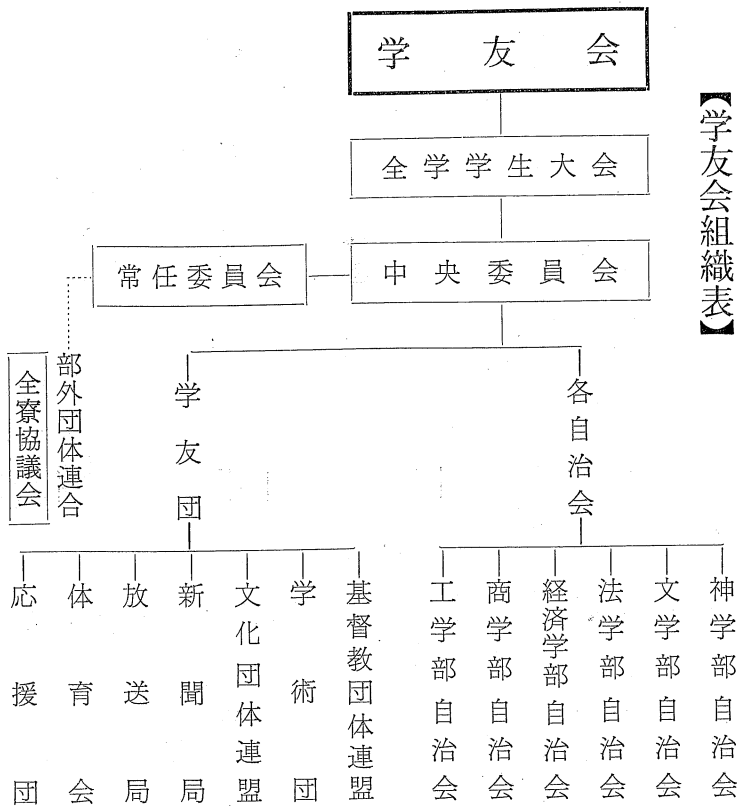 【学友会組織表】
学友会
全学学生大会
中央委員会
常任委員会
各自治会
学友団
部外団体連合
全寮協議会
神学部自治会
文学部自治会
法学部自治会
経済学部自治会
商学部自治会
工学部自治会
基督教団体連盟
学術団
文化団体連盟
新聞局
放送局
体育会
応援団